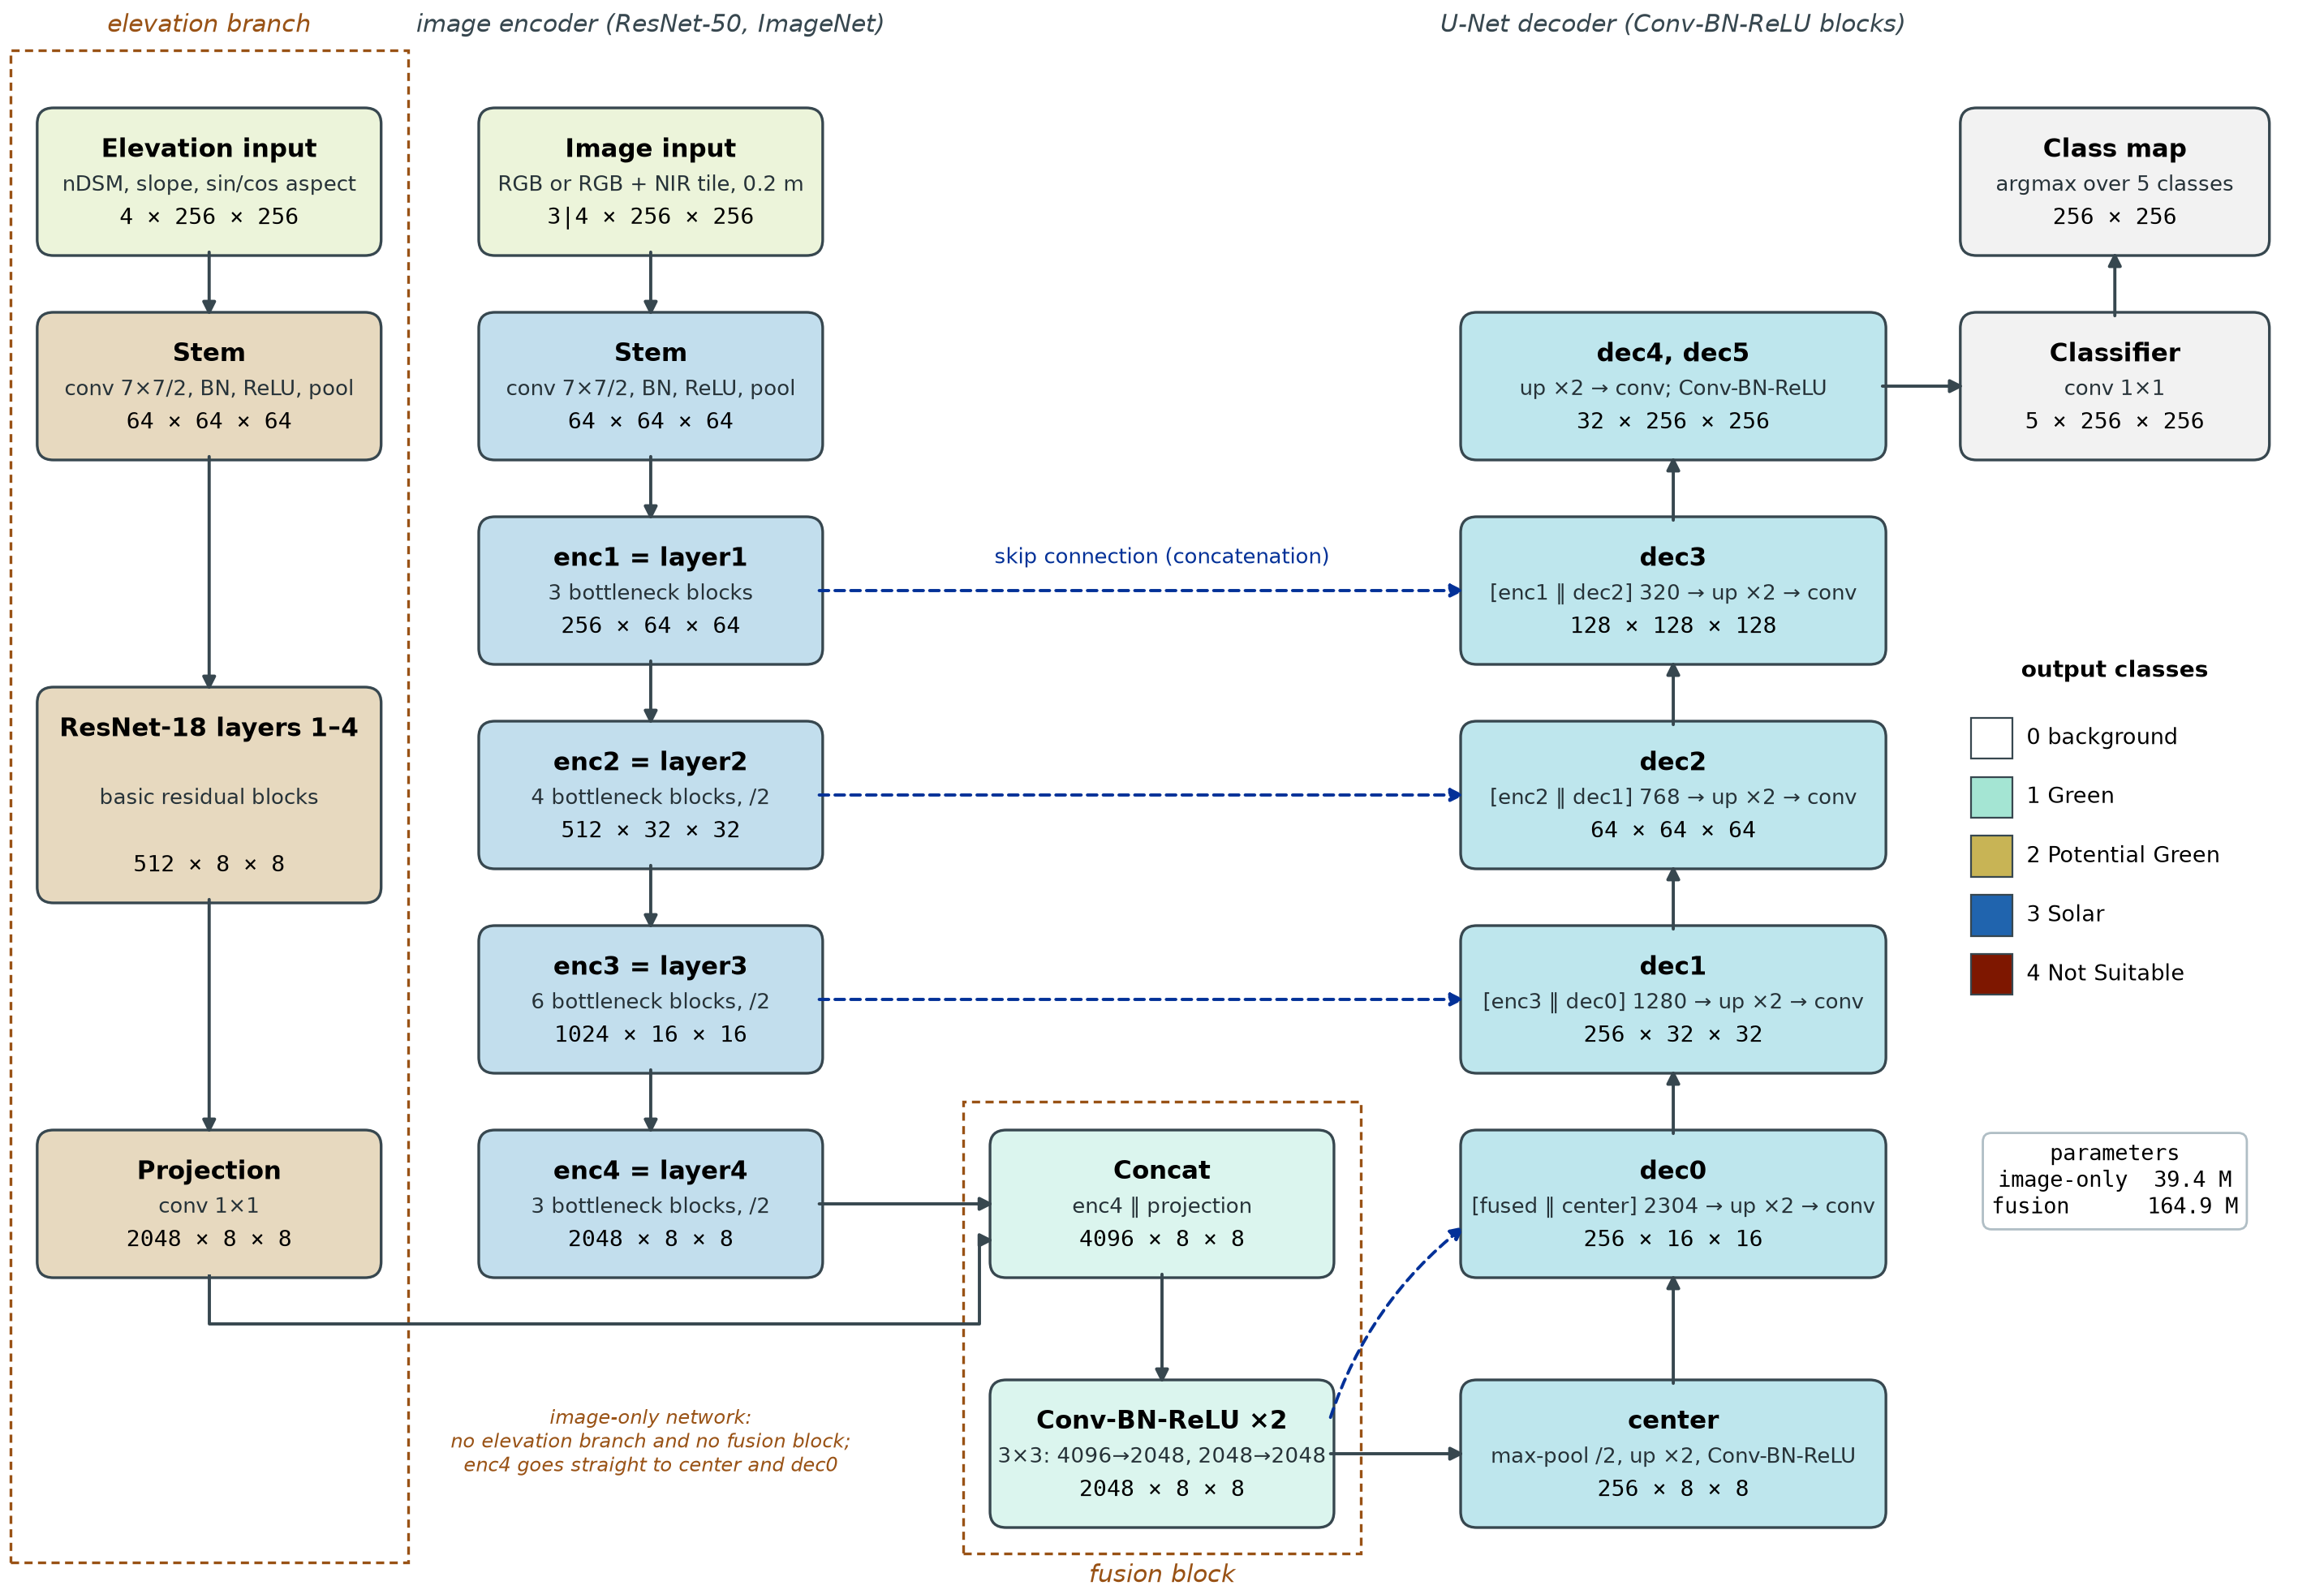 elevation branch
image encoder (ResNet-50, ImageNet)
U-Net decoder (Conv-BN-ReLU blocks)
Elevation input
nDSM, slope, sin/cos aspect
4 × 256 × 256
Stem
conv 7×7/2, BN, ReLU, pool
64 × 64 × 64
ResNet-18 layers 1–4
basic residual blocks
512 × 8 × 8
Projection
conv 1×1
2048 × 8 × 8
Image input
RGB or RGB + NIR tile, 0.2 m
3|4 × 256 × 256
Stem
conv 7×7/2, BN, ReLU, pool
64 × 64 × 64
enc1 = layer1
3 bottleneck blocks
256 × 64 × 64
enc2 = layer2
4 bottleneck blocks, /2
512 × 32 × 32
enc3 = layer3
6 bottleneck blocks, /2
1024 × 16 × 16
enc4 = layer4
3 bottleneck blocks, /2
2048 × 8 × 8
image-only network:
no elevation branch and no fusion block;
enc4 goes straight to center and dec0
skip connection (concatenation)
Concat
enc4 ∥ projection
4096 × 8 × 8
Conv-BN-ReLU ×2
3×3: 4096→2048, 2048→2048
2048 × 8 × 8
fusion block
dec4, dec5
up ×2 → conv; Conv-BN-ReLU
32 × 256 × 256
dec3
[enc1 ∥ dec2] 320 → up ×2 → conv
128 × 128 × 128
dec2
[enc2 ∥ dec1] 768 → up ×2 → conv
64 × 64 × 64
dec1
[enc3 ∥ dec0] 1280 → up ×2 → conv
256 × 32 × 32
dec0
[fused ∥ center] 2304 → up ×2 → conv
256 × 16 × 16
center
max-pool /2, up ×2, Conv-BN-ReLU
256 × 8 × 8
Class map
argmax over 5 classes
256 × 256
Classifier
conv 1×1
5 × 256 × 256
output classes
0 background
1 Green
2 Potential Green
3 Solar
4 Not Suitable
parameters
image-only 39.4 M
fusion 164.9 M